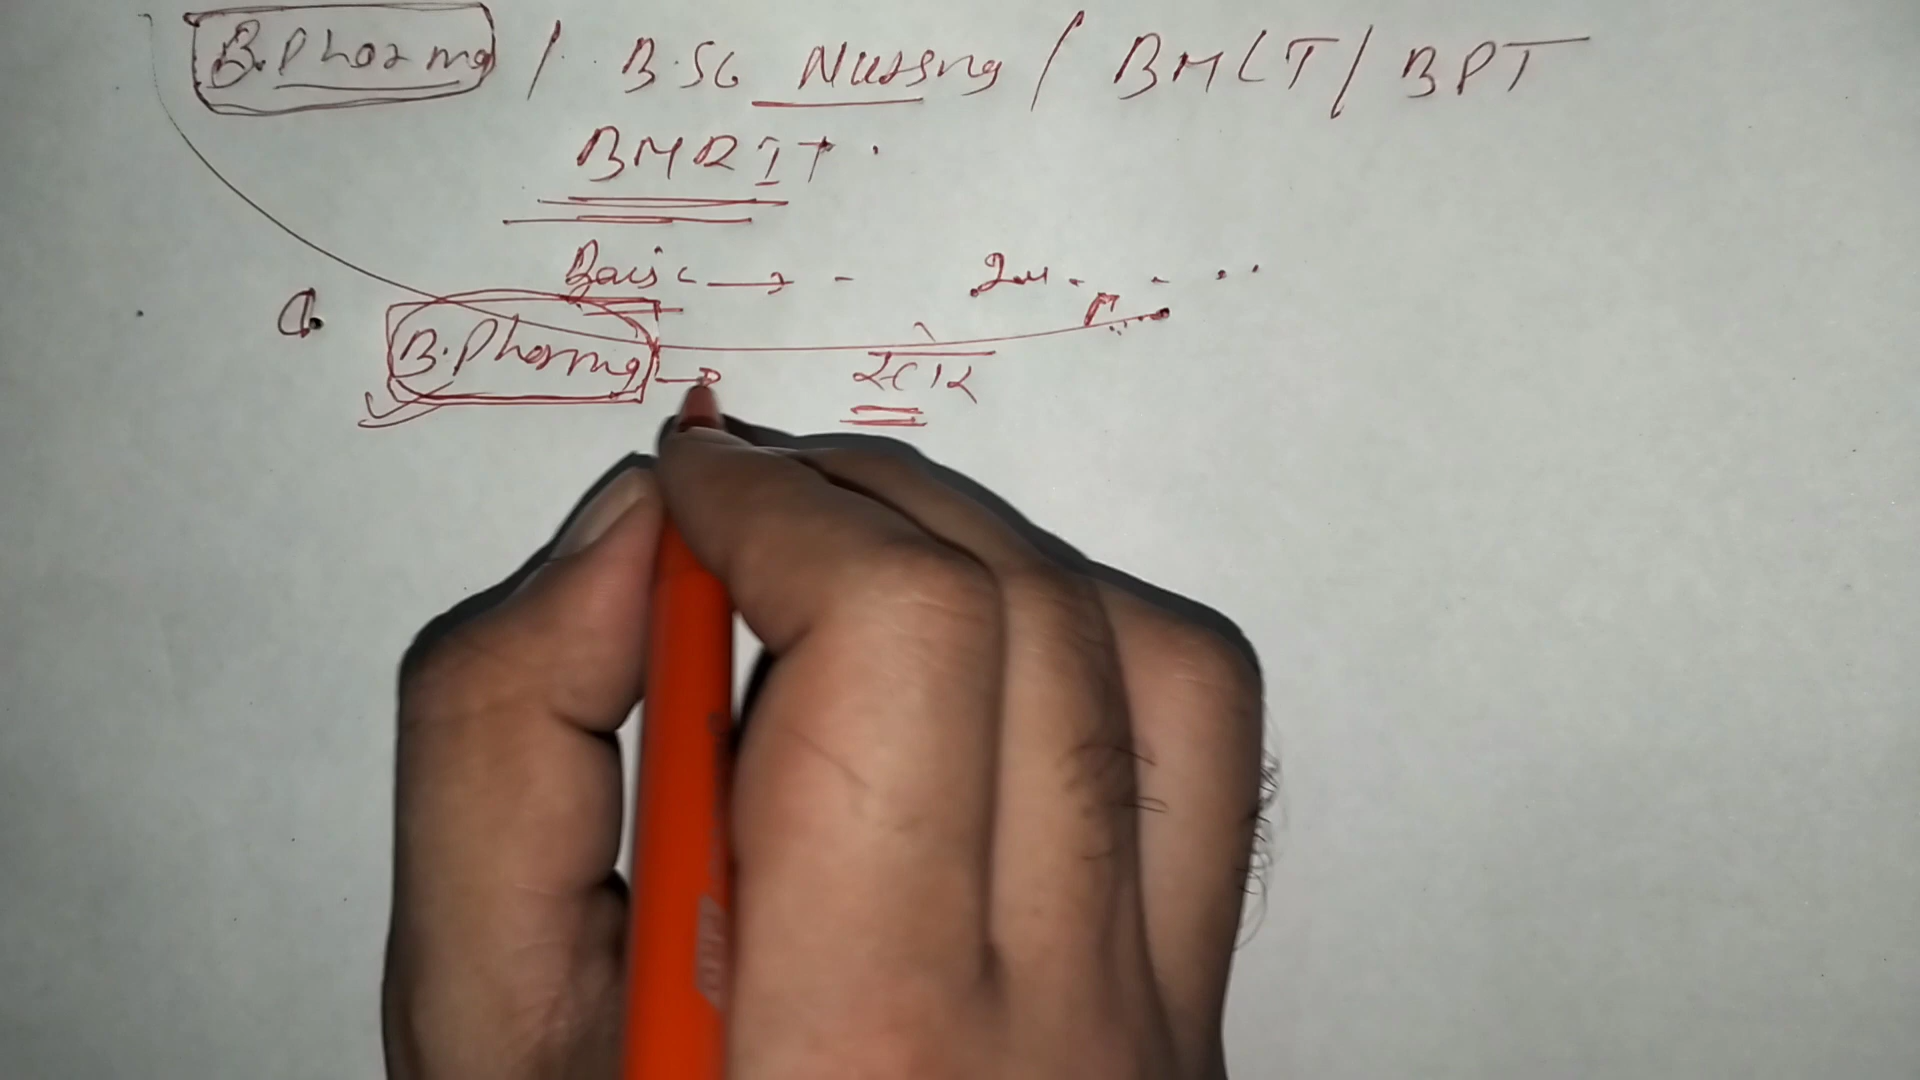 B.Pharma / B.SC Nursing / BMLT / BPT
BMRIT
Basic →
B.Pharma →